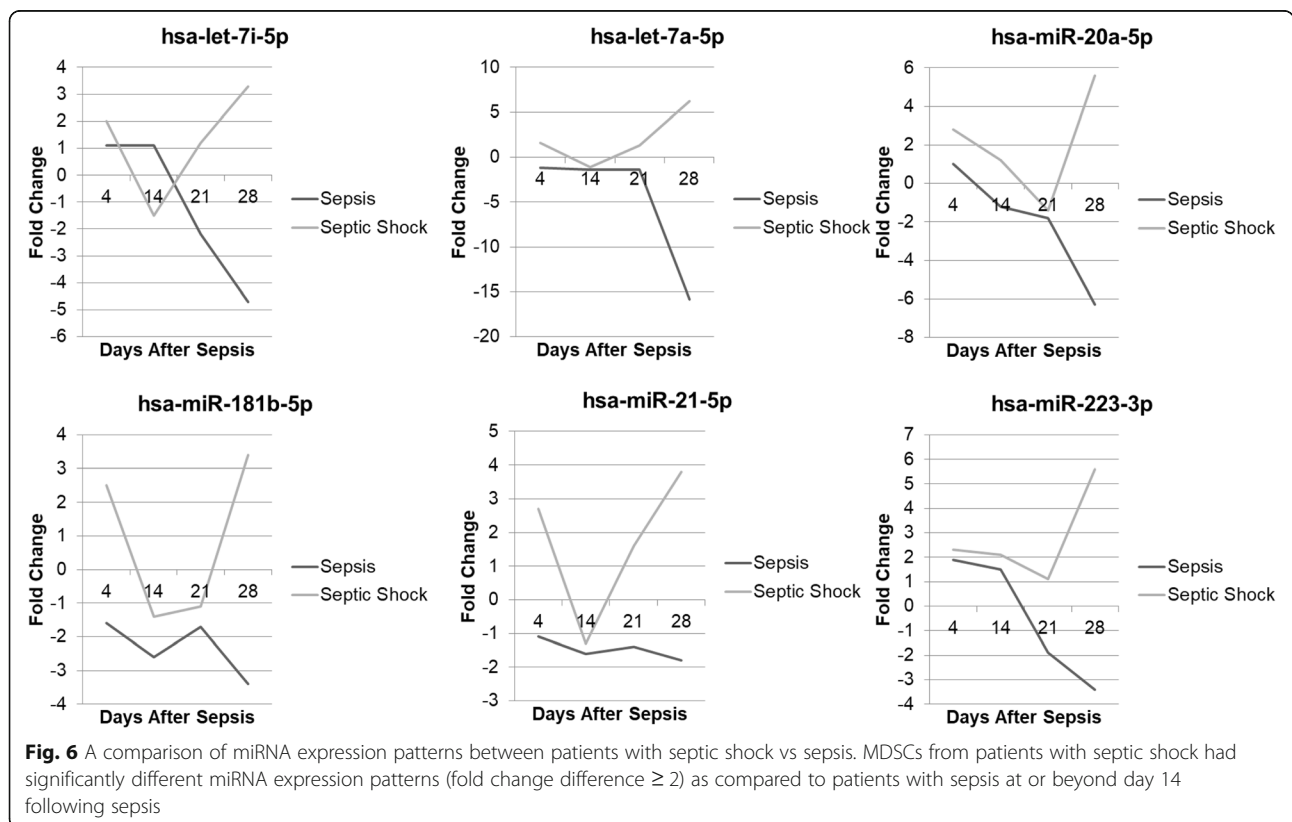 hsa-let-7i-5p
4
3
2
1
0
-1
-2
-3
-4
-5
-6
Fold Change
4 14 21 28
Sepsis
Septic Shock
Days After Sepsis
hsa-let-7a-5p
10
5
0
-5
-10
-15
-20
Fold Change
4 14 21 28
Sepsis
Septic Shock
Days After Sepsis
hsa-miR-20a-5p
6
4
2
0
-2
-4
-6
-8
Fold Change
4 14 21 28
Sepsis
Septic Shock
Days After Sepsis
hsa-miR-181b-5p
4
3
2
1
0
-1
-2
-3
-4
Fold Change
4 14 21 28
Sepsis
Septic Shock
Days After Sepsis
hsa-miR-21-5p
5
4
3
2
1
0
-1
-2
-3
Fold Change
4 14 21 28
Sepsis
Septic Shock
Days After Sepsis
hsa-miR-223-3p
7
6
5
4
3
2
1
0
-1
-2
-3
-4
Fold Change
4 14 21 28
Sepsis
Septic Shock
Days After Sepsis
Fig. 6 A comparison of miRNA expression patterns between patients with septic shock vs sepsis. MDSCs from patients with septic shock had
significantly different miRNA expression patterns (fold change difference ≥ 2) as compared to patients with sepsis at or beyond day 14
following sepsis